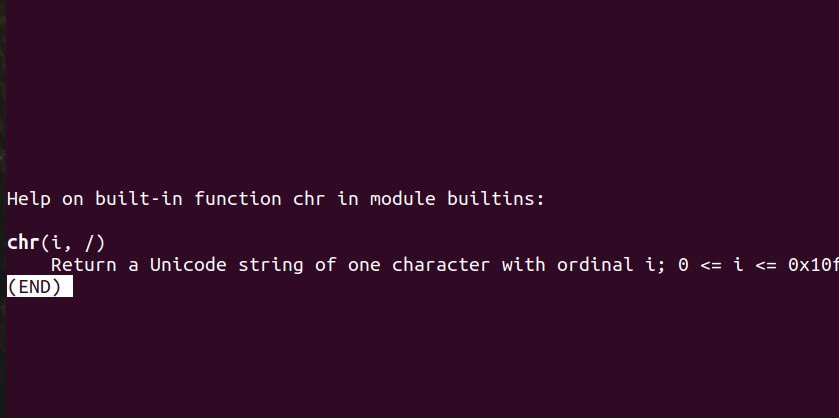 Help on built-in function chr in module builtins:
chr(i, /)
Return a Unicode string of one character with ordinal i; 0 <= i <= 0x10f
(END)